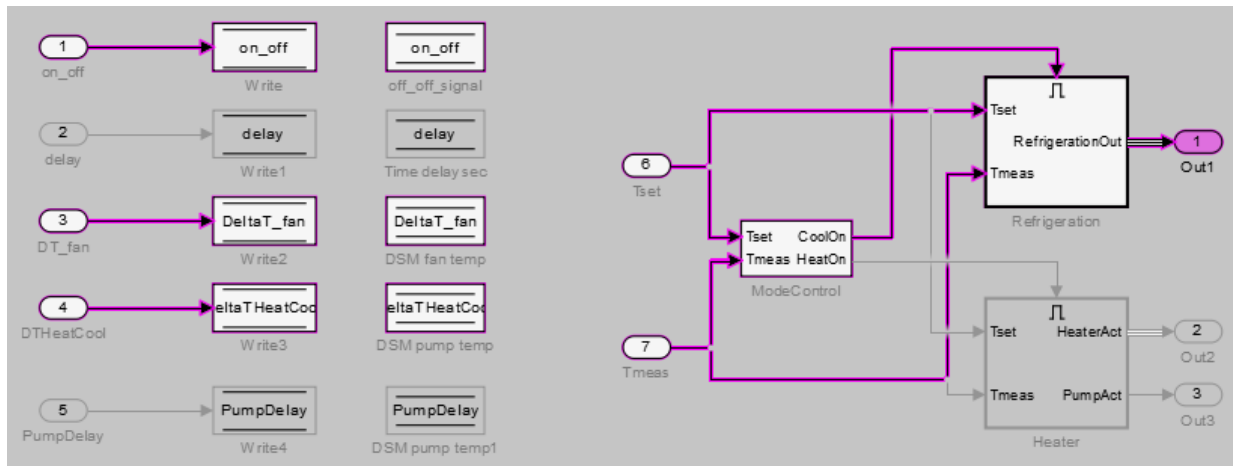 1
on_off
on_off
Write
on_off
off_off_signal
2
delay
delay
Write1
delay
Time delay sec
3
DT_fan
DeltaT_fan
Write2
DeltaT_fan
DSM fan temp
4
DTHeatCool
eltaTHeatCoo
Write3
eltaTHeatCo
DSM pump temp
5
PumpDelay
PumpDelay
Write4
PumpDelay
DSM pump temp1
6
Tset
7
Tmeas
Tset CoolOn
Tmeas HeatOn
ModeControl
Tset
RefrigerationOut
Tmeas
Refrigeration
1
Out1
Tset HeaterAct
Tmeas PumpAct
Heater
2
Out2
3
Out3